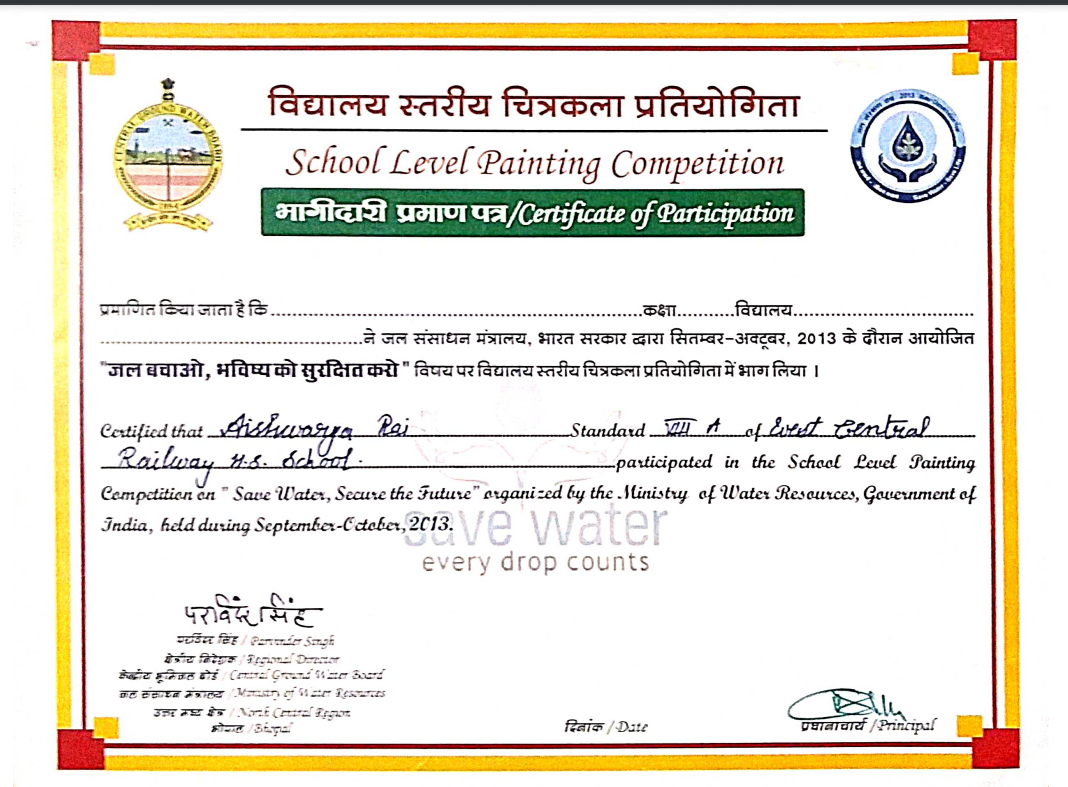 विद्यालय स्तरीय चित्रकला प्रतियोगिता
School Level Painting Competition
भागीदारी प्रमाण पत्र/Certificate of Participation
CENTRAL GROUND WATER BOARD
2013
प्रमाणित किया जाता है कि ........................ कक्षा ........... विद्यालय ........................
........................ ने जल संसाधन मंत्रालय, भारत सरकार द्वारा सितम्बर-अक्टूबर, 2013 के दौरान आयोजित
"जल बचाओ, भविष्य को सुरक्षित करो" विषय पर विद्यालय स्तरीय चित्रकला प्रतियोगिता में भाग लिया ।
Certified that Aishwarya Rai Standard VIII A of West Central
Railway H.S. School. participated in the School Level Painting
Competition on " Save Water, Secure the Future" organized by the Ministry of Water Resources, Government of
India, held during September-October, 2013.
save water
every drop counts
परविंदर सिंह
परविंदर सिंह / Parvinder Singh
क्षेत्रीय निदेशक / Regional Director
केन्द्रीय भूमिजल बोर्ड / Central Ground Water Board
जल संसाधन मंत्रालय / Ministry of Water Resources
उत्तर मध्य क्षेत्र / North Central Region
भोपाल / Bhopal
दिनांक / Date
प्रधानाचार्य / Principal